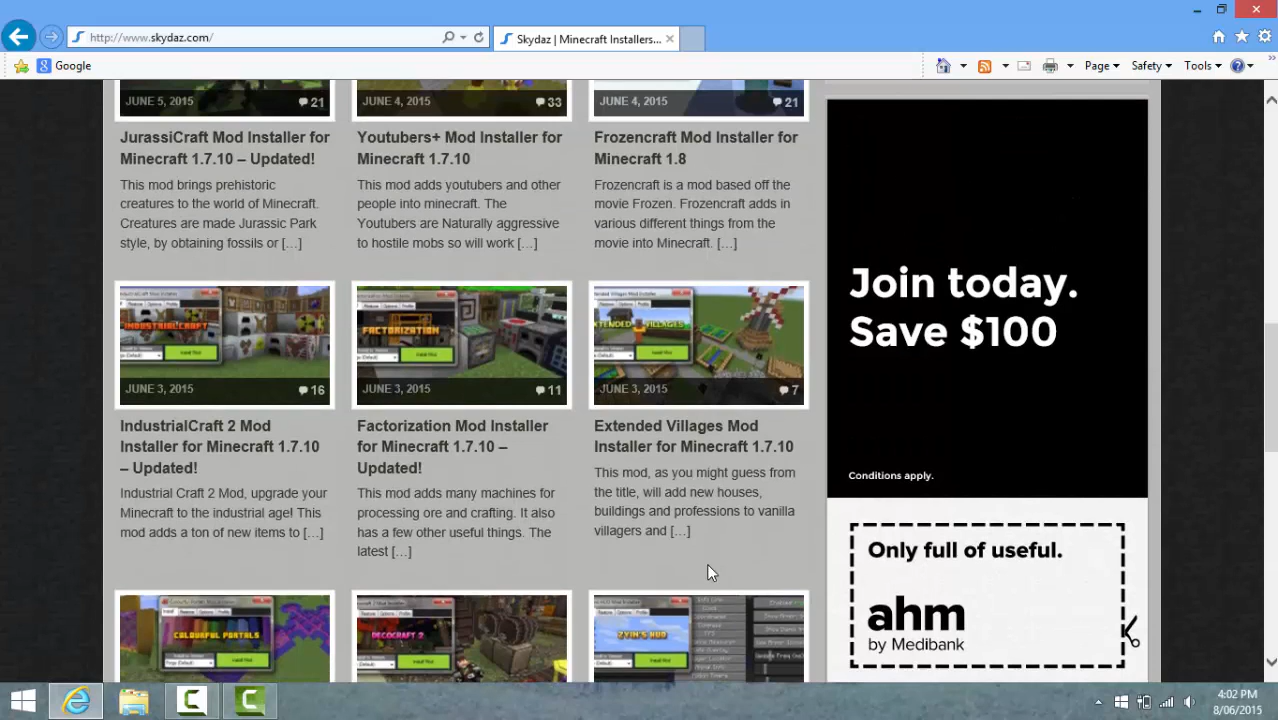 http://www.skydaz.com/
Skydaz | Minecraft Installers...
Google
Page
Safety
Tools
JUNE 5, 2015 21
JUNE 4, 2015 33
JUNE 4, 2015 21
JurassiCraft Mod Installer for
Minecraft 1.7.10 – Updated!
This mod brings prehistoric
creatures to the world of Minecraft.
Creatures are made Jurassic Park
style, by obtaining fossils or [...]
Youtubers+ Mod Installer for
Minecraft 1.7.10
This mod adds youtubers and other
people into minecraft. The
Youtubers are Naturally aggressive
to hostile mobs so will work [...]
Frozencraft Mod Installer for
Minecraft 1.8
Frozencraft is a mod based off the
movie Frozen. Frozencraft adds in
various different things from the
movie into Minecraft. [...]
Join today.
Save $100
Conditions apply.
INDUSTRIALCRAFT
JUNE 3, 2015 16
FACTORIZATION
JUNE 3, 2015 11
EXTENDED VILLAGES
JUNE 3, 2015 7
IndustrialCraft 2 Mod
Installer for Minecraft 1.7.10
– Updated!
Industrial Craft 2 Mod, upgrade your
Minecraft to the industrial age! This
mod adds a ton of new items to [...]
Factorization Mod Installer
for Minecraft 1.7.10 –
Updated!
This mod adds many machines for
processing ore and crafting. It also
has a few other useful things. The
latest [...]
Extended Villages Mod
Installer for Minecraft 1.7.10
This mod, as you might guess from
the title, will add new houses,
buildings and professions to vanilla
villagers and [...]
Only full of useful.
ahm
by Medibank
COLOURFUL PORTALS
DECOCRAFT 2
ZYIN'S HUD
4:02 PM
8/06/2015